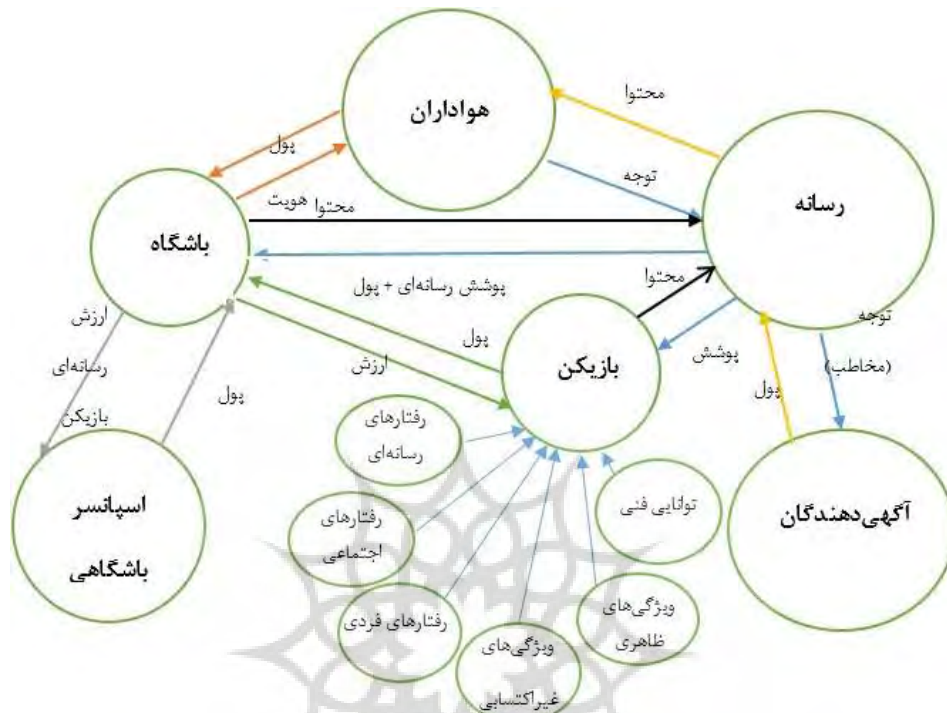 هواداران
محتوا
رسانه
پول
توجه
هویت
محتوا
باشگاه
محتوا
پوشش رسانه‌ای + پول
پول
ارزش
بازیکن
پوشش
توجه
(مخاطب)
پول
ارزش
رسانه‌ای
بازیکن
پول
رفتارهای
رسانه‌ای
توانایی فنی
اسپانسر
باشگاهی
آگهی‌دهندگان
رفتارهای
اجتماعی
رفتارهای فردی
ویژگی‌های
ظاهری
ویژگی‌های
غیراکتسابی